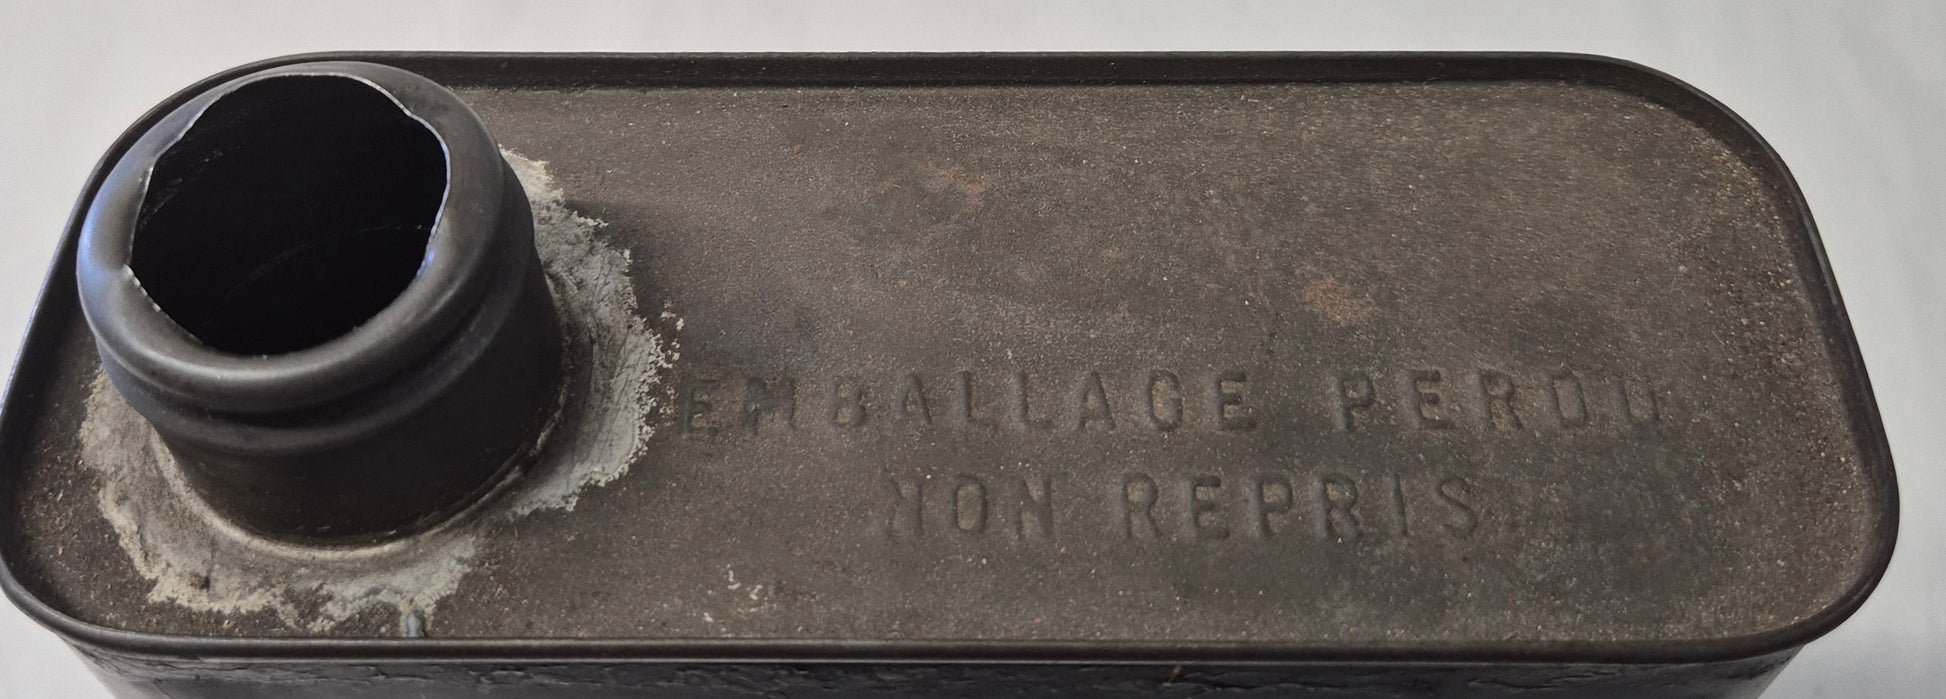 EMBALLAGE PERDU
NON REPRIS